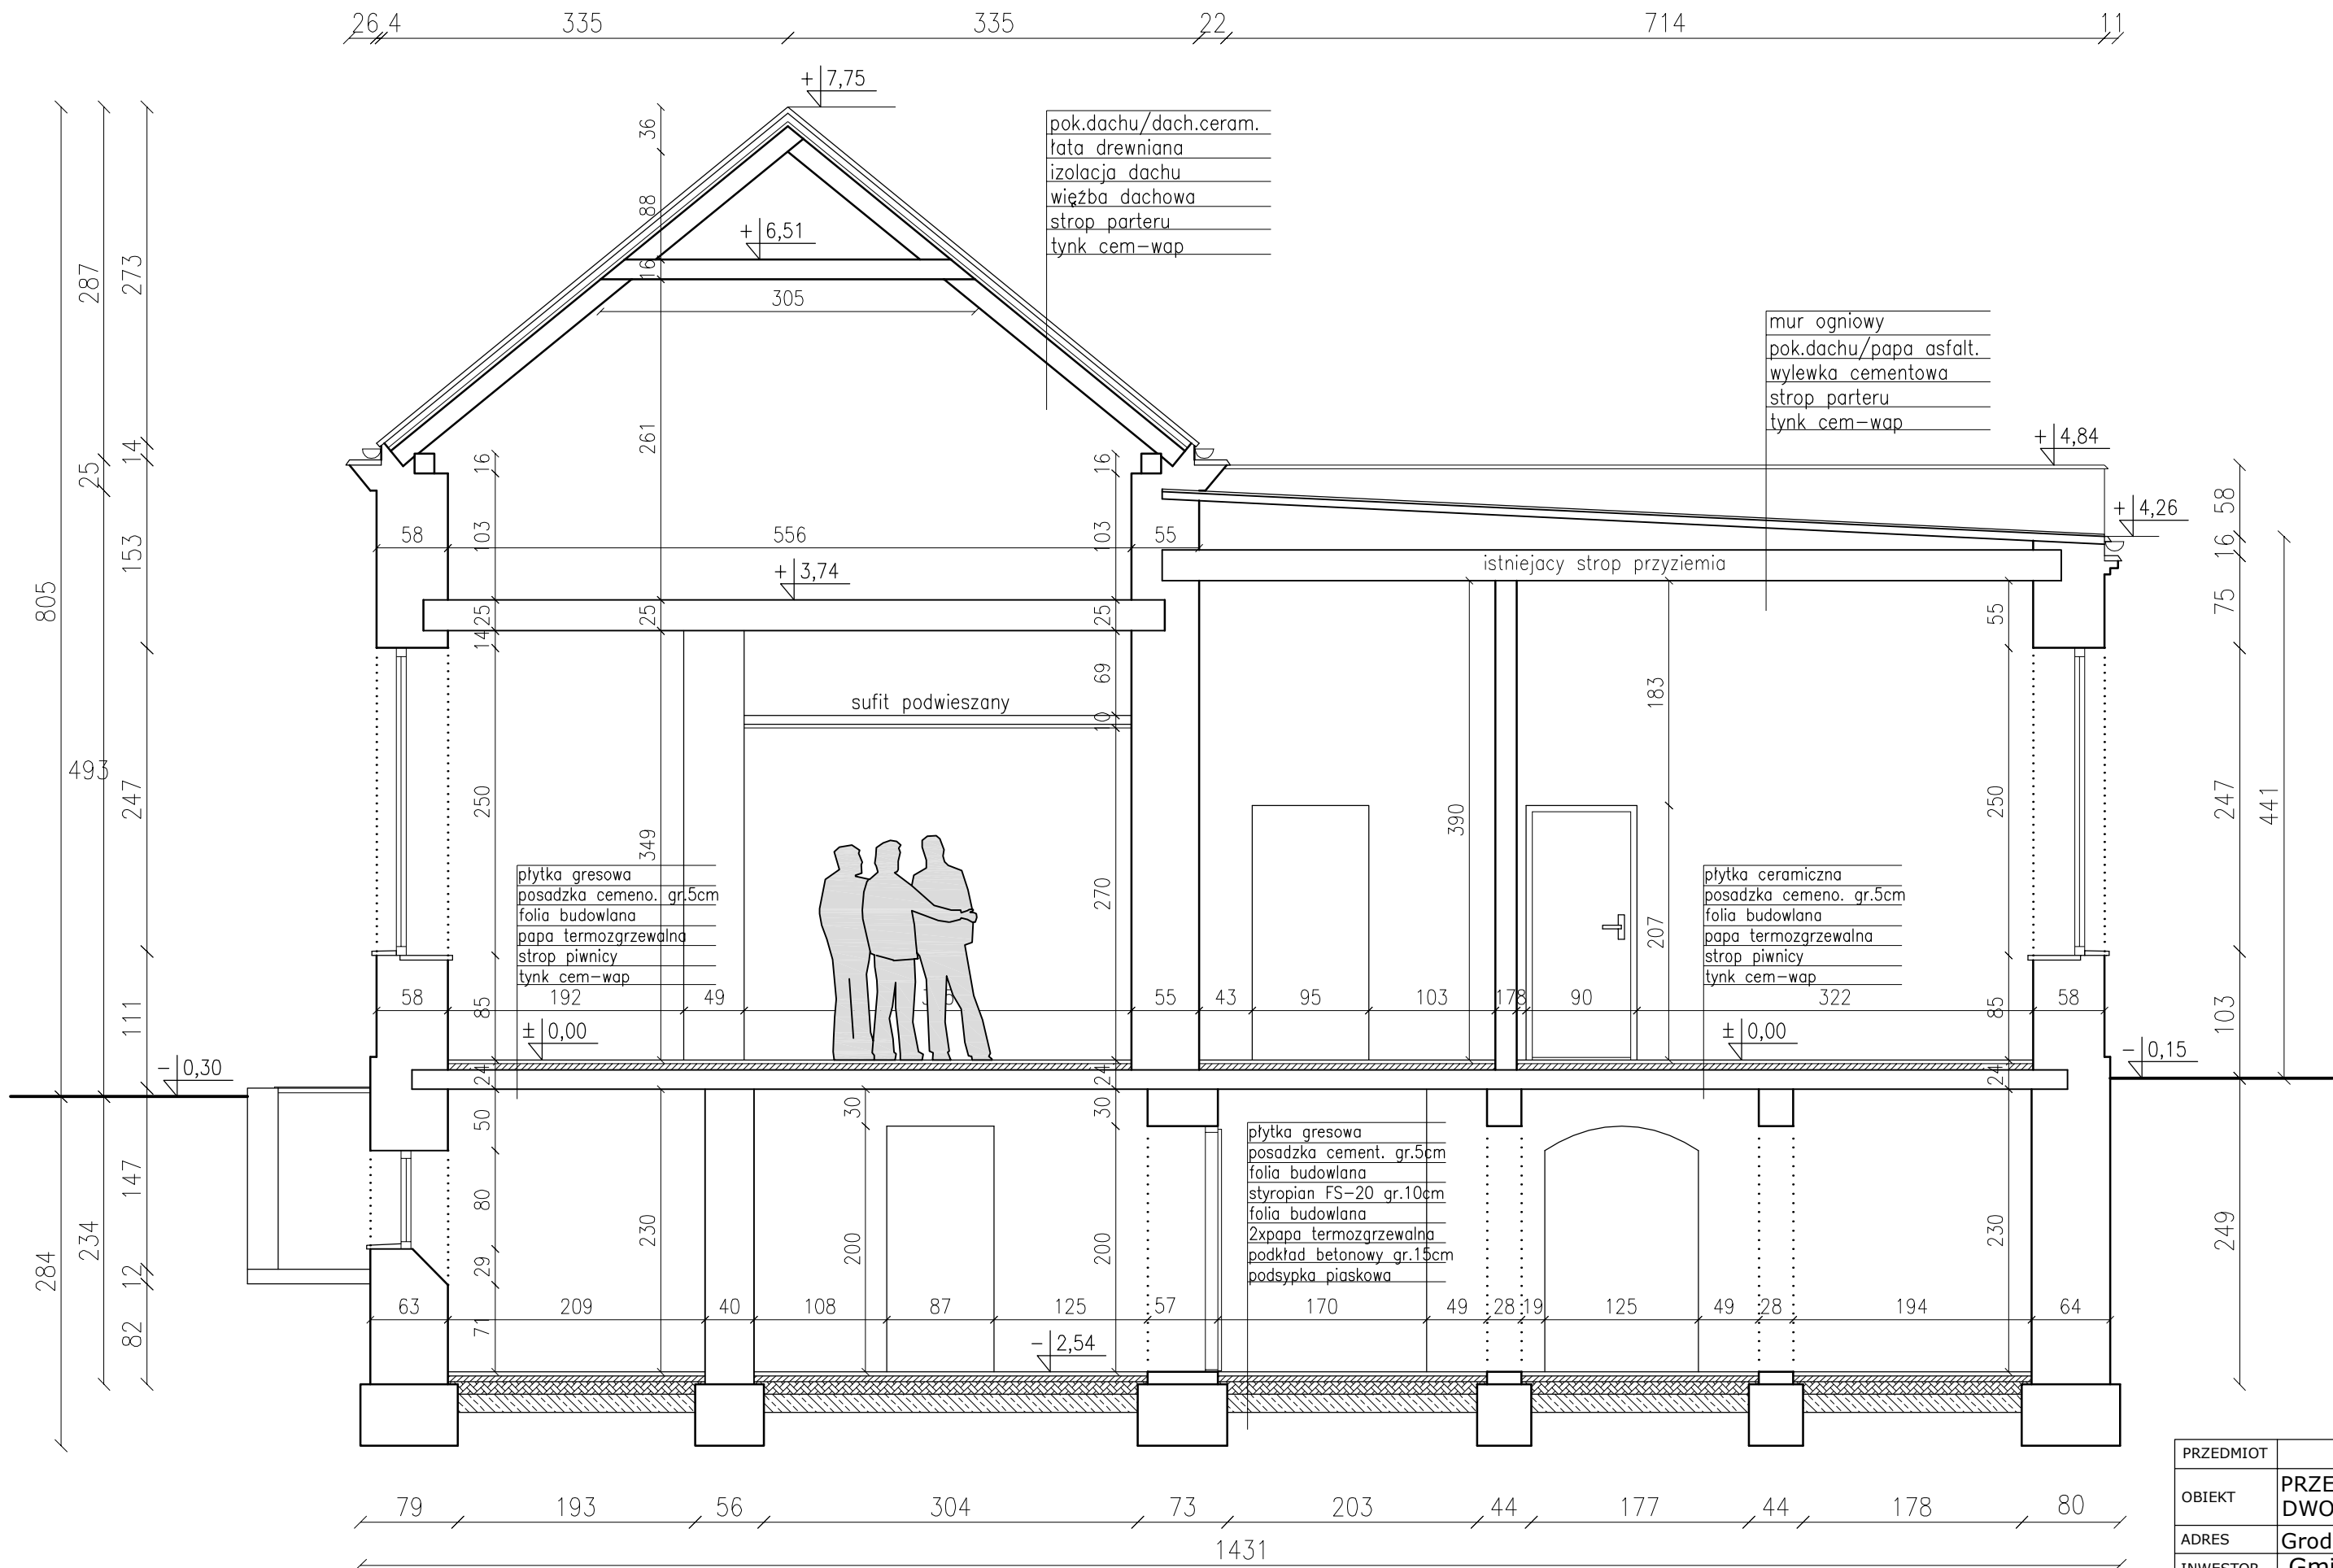 26 4 335 335 22 714 11
+ 7,75
36
88
+ 6,51
16
305
261
pok.dachu/dach.ceram.
łata drewniana
izolacja dachu
więźba dachowa
strop parteru
tynk cem-wap
mur ogniowy
pok.dachu/papa asfalt.
wylewka cementowa
strop parteru
tynk cem-wap
+ 4,84
+ 4,26
805
284
287
25
493
234
273
14
153
247
111
147
12
82
16
103
25
14
250
85
24
50
80
29
71
58 556 55
+ 3,74
25
349
230
16
103
25
69
10
270
24
30
200
istniejacy strop przyziemia
sufit podwieszany
390
183
207
55
250
85
24
230
58
16
75
247
103
249
441
płytka gresowa
posadzka cemeno. gr.5cm
folia budowlana
papa termozgrzewalna
strop piwnicy
tynk cem-wap
płytka ceramiczna
posadzka cemeno. gr.5cm
folia budowlana
papa termozgrzewalna
strop piwnicy
tynk cem-wap
58 192 49 55 43 95 103 178 90 322 58
± 0,00
± 0,00
- 0,30
- 0,15
30
200
płytka gresowa
posadzka cement. gr.5cm
folia budowlana
styropian FS-20 gr.10cm
folia budowlana
2xpapa termozgrzewalna
podkład betonowy gr.15cm
podsypka piaskowa
63 209 40 108 87 125 57 170 49 28 19 125 49 28 194 64
- 2,54
79 193 56 304 73 203 44 177 44 178 80
1431
PRZEDMIOT
OBIEKT PRZE
DWO
ADRES Grod
INWESTOR Gmi